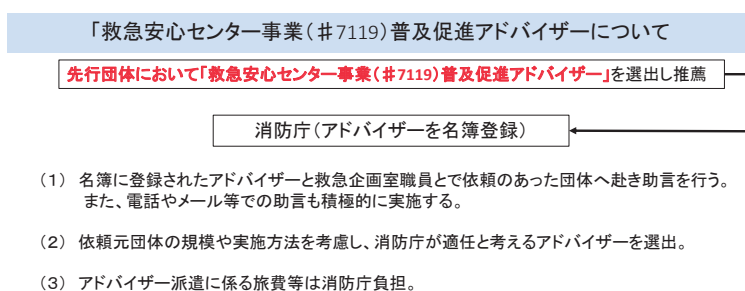 「救急安心センター事業(＃7119)普及促進アドバイザーについて
先行団体において「救急安心センター事業(＃7119)普及促進アドバイザー」を選出し推薦
消防庁(アドバイザーを名簿登録)
(1) 名簿に登録されたアドバイザーと救急企画室職員とで依頼のあった団体へ赴き助言を行う。
また、電話やメール等での助言も積極的に実施する。
(2) 依頼元団体の規模や実施方法を考慮し、消防庁が適任と考えるアドバイザーを選出。
(3) アドバイザー派遣に係る旅費等は消防庁負担。